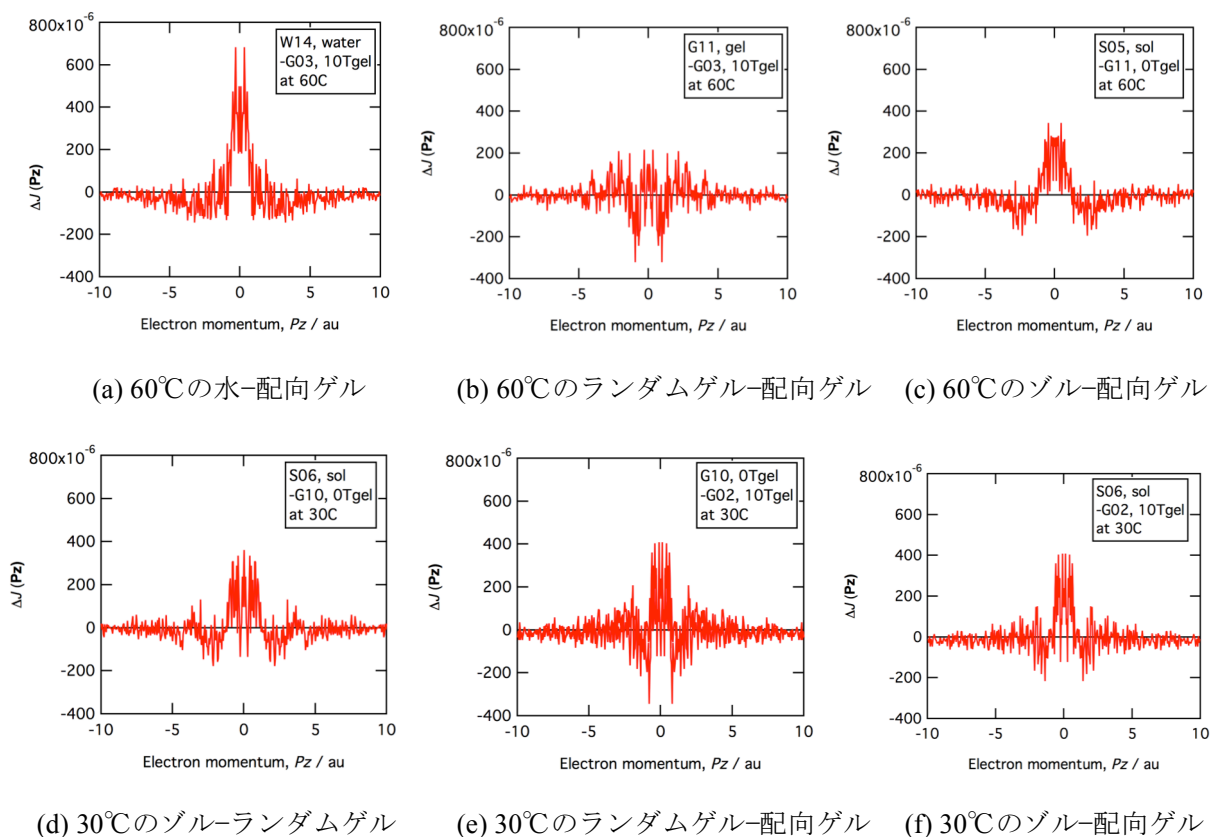 800x10-6
600
400
200
0
-200
-400
-10
-5
0
5
10
ΔJ (Pz)
Electron momentum, Pz / au
W14, water
-G03, 10Tgel
at 60C
(a) 60℃の水−配向ゲル
800x10-6
600
400
200
0
-200
-400
-10
-5
0
5
10
ΔJ (Pz)
Electron momentum, Pz / au
G11, gel
-G03, 10Tgel
at 60C
(b) 60℃のランダムゲル−配向ゲル
800x10-6
600
400
200
0
-200
-400
-10
-5
0
5
10
ΔJ (Pz)
Electron momentum, Pz / au
S05, sol
-G11, 0Tgel
at 60C
(c) 60℃のゾル−配向ゲル
800x10-6
600
400
200
0
-200
-400
-10
-5
0
5
10
ΔJ (Pz)
Electron momentum, Pz / au
S06, sol
-G10, 0Tgel
at 30C
(d) 30℃のゾル−ランダムゲル
800x10-6
600
400
200
0
-200
-400
-10
-5
0
5
10
ΔJ (Pz)
Electron momentum, Pz / au
G10, 0Tgel
-G02, 10Tgel
at 30C
(e) 30℃のランダムゲル−配向ゲル
800x10-6
600
400
200
0
-200
-400
-10
-5
0
5
10
ΔJ (Pz)
Electron momentum, Pz / au
S06, sol
-G02, 10Tgel
at 30C
(f) 30℃のゾル−配向ゲル